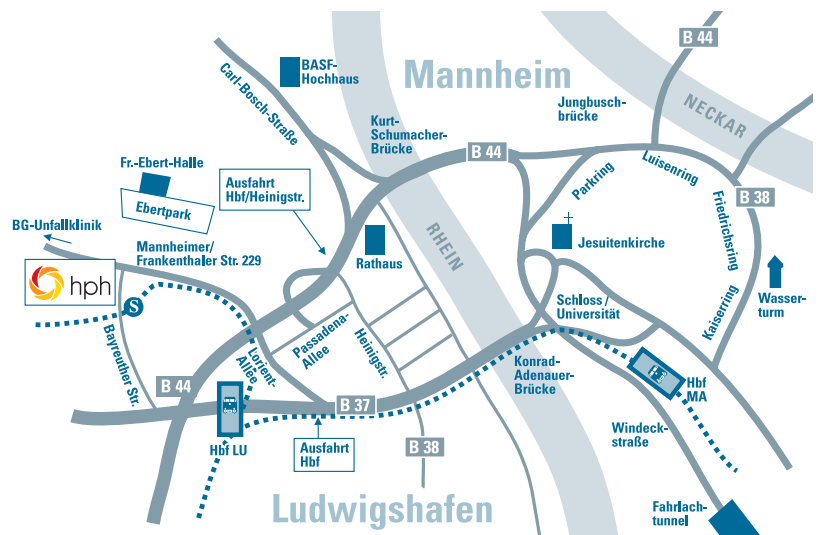 B 44
BASF-
Hochhaus
Mannheim
Carl-Bosch-Straße
Jungbusch-
brücke
NECKAR
Kurt-
Schumacher-
Brücke
B 44
Luisenring
Fr.-Ebert-Halle
Ebertpark
Ausfahrt
Hbf/Heinigstr.
Parkring
B 38
Friedrichsring
BG-Unfallklinik
Mannheimer/
Frankenthaler Str. 229
RHEIN
Rathaus
Jesuitenkirche
hph
S
Wasser-
turm
Schloss/
Universität
Kaiserring
Bayreuther Str.
Lorient-
Allee
Passadena-
Allee
Heinigstr.
Konrad-
Adenauer-
Brücke
Hbf
MA
B 44
B 37
Windeck-
straße
Hbf LU
Ausfahrt
Hbf
B 38
Ludwigshafen
Fahrlach-
tunnel